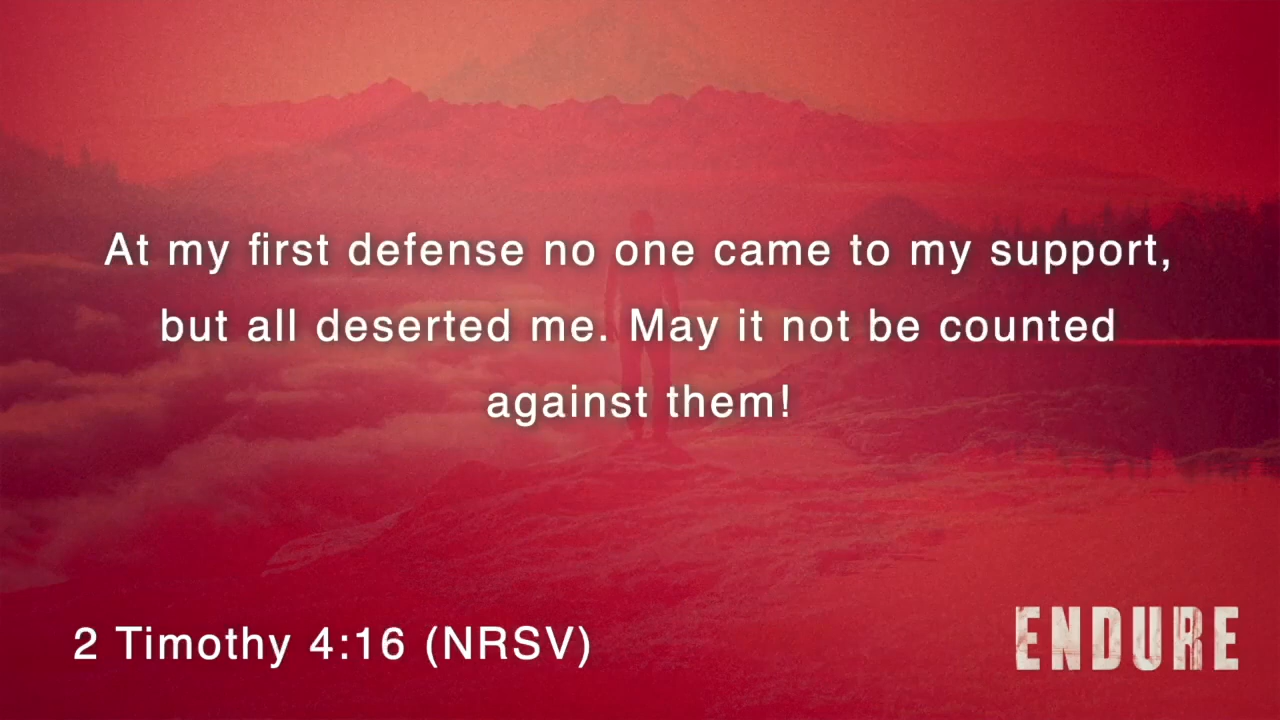 At my first defense no one came to my support,
but all deserted me. May it not be counted
against them!
2 Timothy 4:16 (NRSV)
ENDURE